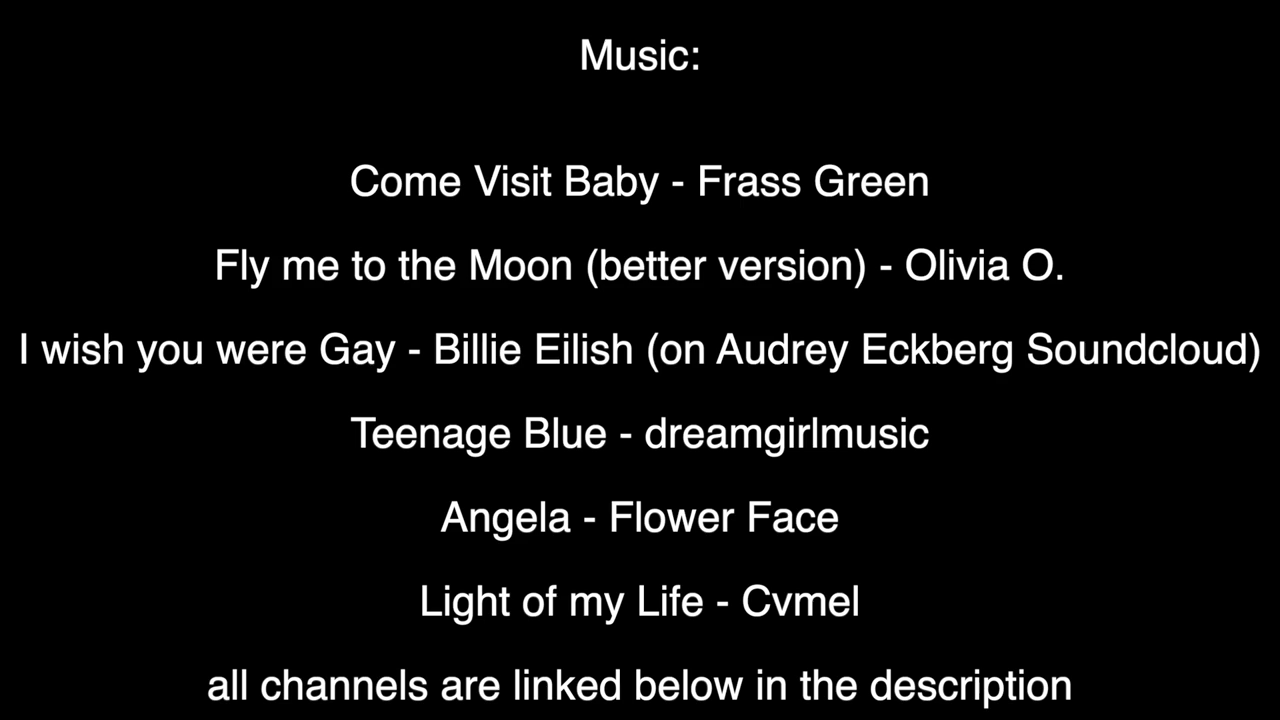 Music:
Come Visit Baby - Frass Green
Fly me to the Moon (better version) - Olivia O.
I wish you were Gay - Billie Eilish (on Audrey Eckberg Soundcloud)
Teenage Blue - dreamgirlmusic
Angela - Flower Face
Light of my Life - Cvmel
all channels are linked below in the description